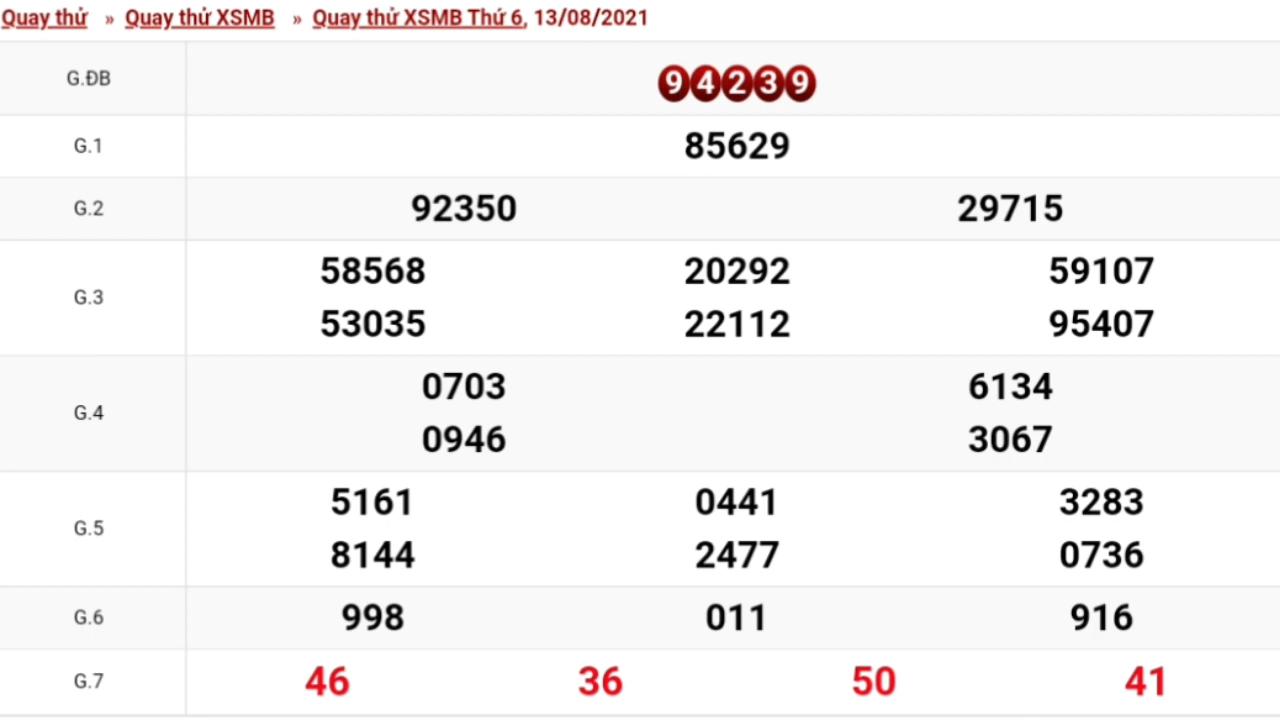 Quay thử » Quay thử XSMB » Quay thử XSMB Thứ 6, 13/08/2021
G.ĐB 94239
G.1 85629
G.2 92350 29715
G.3 58568 20292 59107
53035 22112 95407
G.4 0703 6134
0946 3067
G.5 5161 0441 3283
8144 2477 0736
G.6 998 011 916
G.7 46 36 50 41